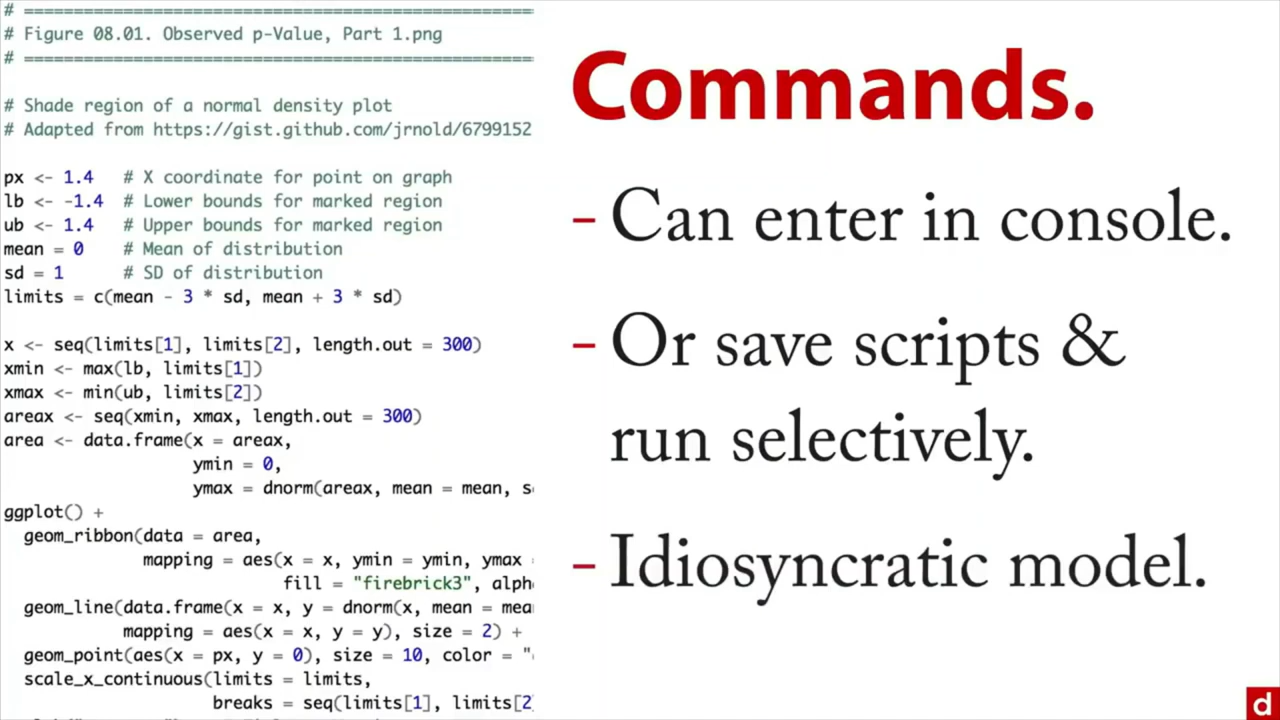 # ===================================================
# Figure 08.01. Observed p-Value, Part 1.png
# ===================================================
# Shade region of a normal density plot
# Adapted from https://gist.github.com/jrnold/6799152
px <- 1.4   # X coordinate for point on graph
lb <- -1.4  # Lower bounds for marked region
ub <- 1.4   # Upper bounds for marked region
mean = 0    # Mean of distribution
sd = 1      # SD of distribution
limits = c(mean - 3 * sd, mean + 3 * sd)
x <- seq(limits[1], limits[2], length.out = 300)
xmin <- max(lb, limits[1])
xmax <- min(ub, limits[2])
areax <- seq(xmin, xmax, length.out = 300)
area <- data.frame(x = areax,
                   ymin = 0,
                   ymax = dnorm(areax, mean = mean, s
ggplot() +
  geom_ribbon(data = area,
              mapping = aes(x = x, ymin = ymin, ymax =
                            fill = "firebrick3", alph
  geom_line(data.frame(x = x, y = dnorm(x, mean = mea
            mapping = aes(x = x, y = y), size = 2) +
  geom_point(aes(x = px, y = 0), size = 10, color = "
  scale_x_continuous(limits = limits,
                     breaks = seq(limits[1], limits[2]
Commands.
– Can enter in console.
– Or save scripts &
run selectively.
– Idiosyncratic model.
d